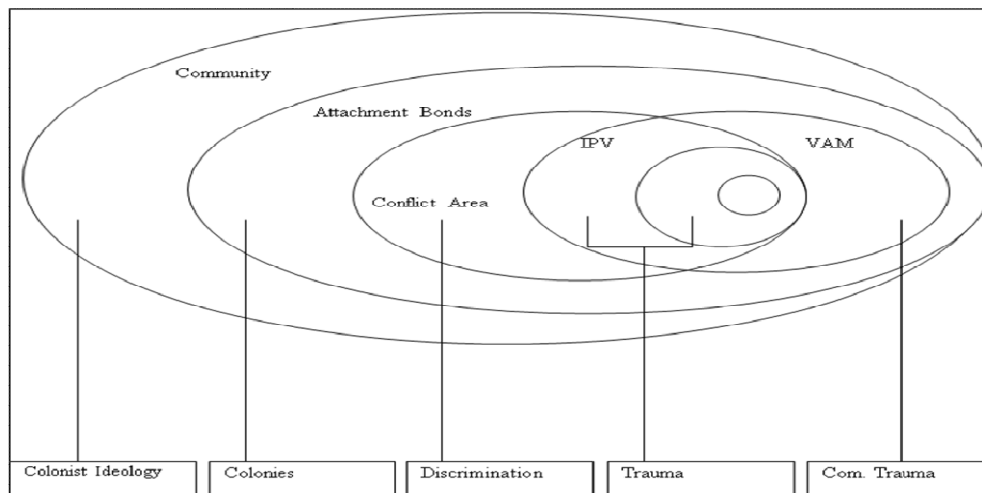 Community
Attachment Bonds
IPV
VAM
Conflict Area
Colonist Ideology
Colonies
Discrimination
Trauma
Com. Trauma